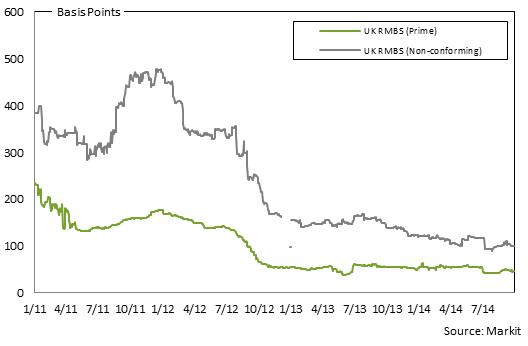 600 Basis Points
UK RMBS (Prime)
UK RMBS (Non-conforming)
500
400
300
200
100
0
1/11 4/11 7/11 10/11 1/12 4/12 7/12 10/12 1/13 4/13 7/13 10/13 1/14 4/14 7/14
Source: Markit